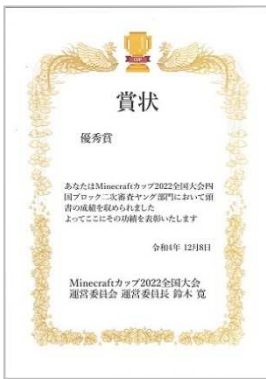 賞状
優秀賞
あなたはMinecraftカップ2022全国大会四
国ブロック二次審査ヤング部門において頭
書の成績を収められました
よってここにその功績を表彰いたします
令和4年 12月8日
Minecraftカップ2022全国大会
運営委員会 運営委員長 鈴木 寛